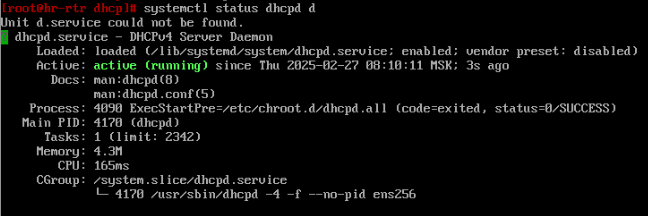 [root@hr-rtr dhcp]# systemctl status dhcpd d
Unit d.service could not be found.
dhcpd.service - DHCPv4 Server Daemon
Loaded: loaded (/lib/systemd/system/dhcpd.service; enabled; vendor preset: disabled)
Active: active (running) since Thu 2025-02-27 08:10:11 MSK; 3s ago
Docs: man:dhcpd(8)
man:dhcpd.conf(5)
Process: 4090 ExecStartPre=/etc/chroot.d/dhcpd.all (code=exited, status=0/SUCCESS)
Main PID: 4170 (dhcpd)
Tasks: 1 (limit: 2342)
Memory: 4.3M
CPU: 165ms
CGroup: /system.slice/dhcpd.service
└─ 4170 /usr/sbin/dhcpd -4 -f --no-pid ens256